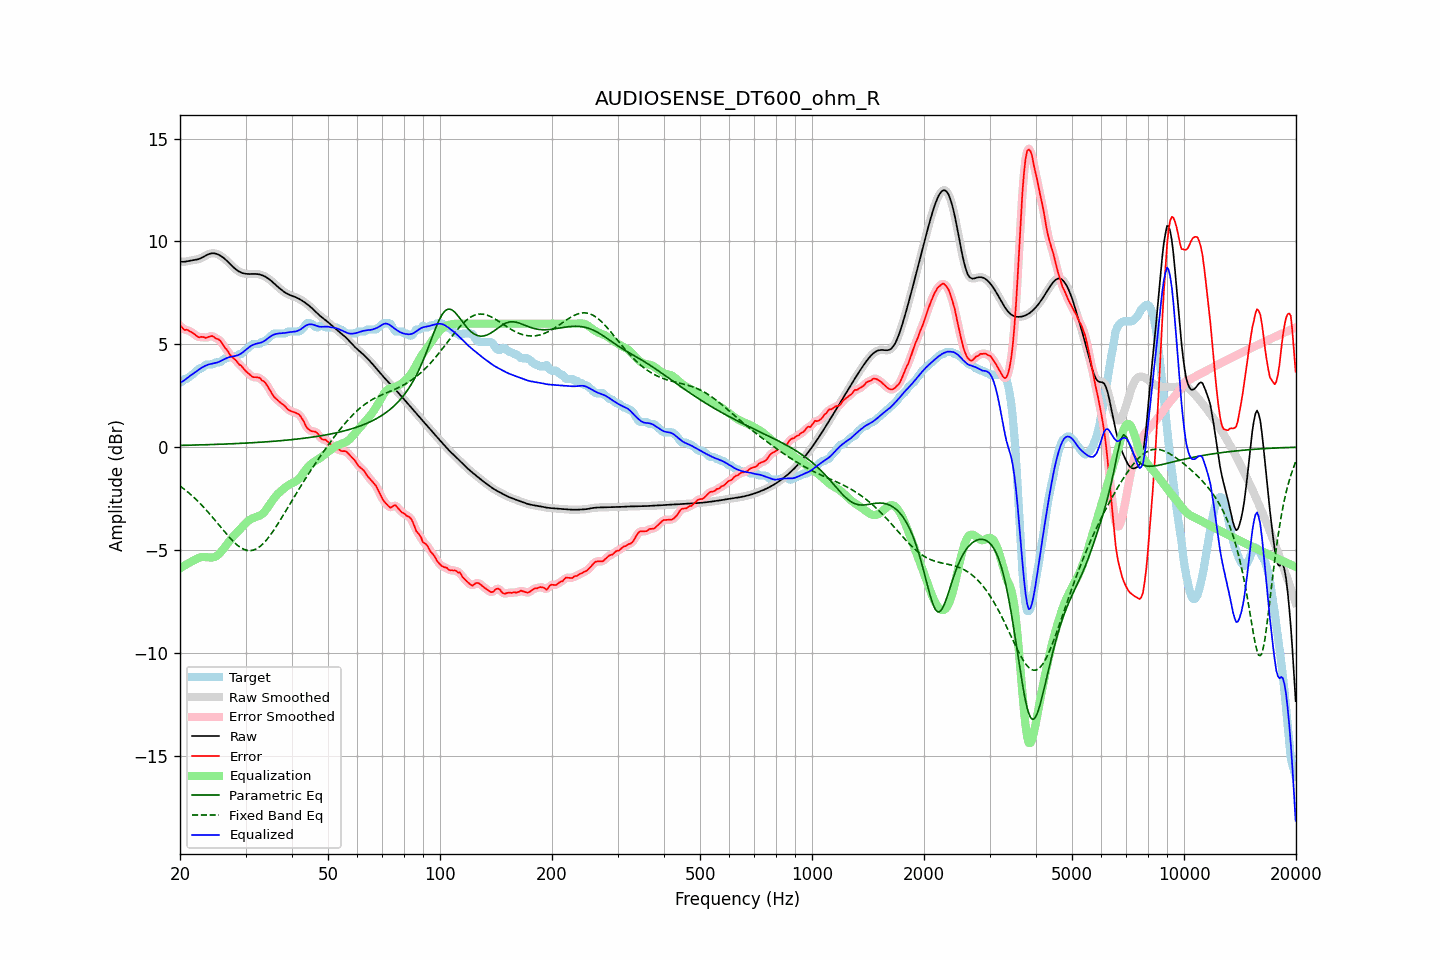 AUDIOSENSE_DT600_ohm_R
Amplitude (dBr)
15
10
5
0
−5
−10
−15
Target
Raw Smoothed
Error Smoothed
Raw
Error
Equalization
Parametric Eq
Fixed Band Eq
Equalized
20 50 100 200 500 1000 2000 5000 10000 20000
Frequency (Hz)